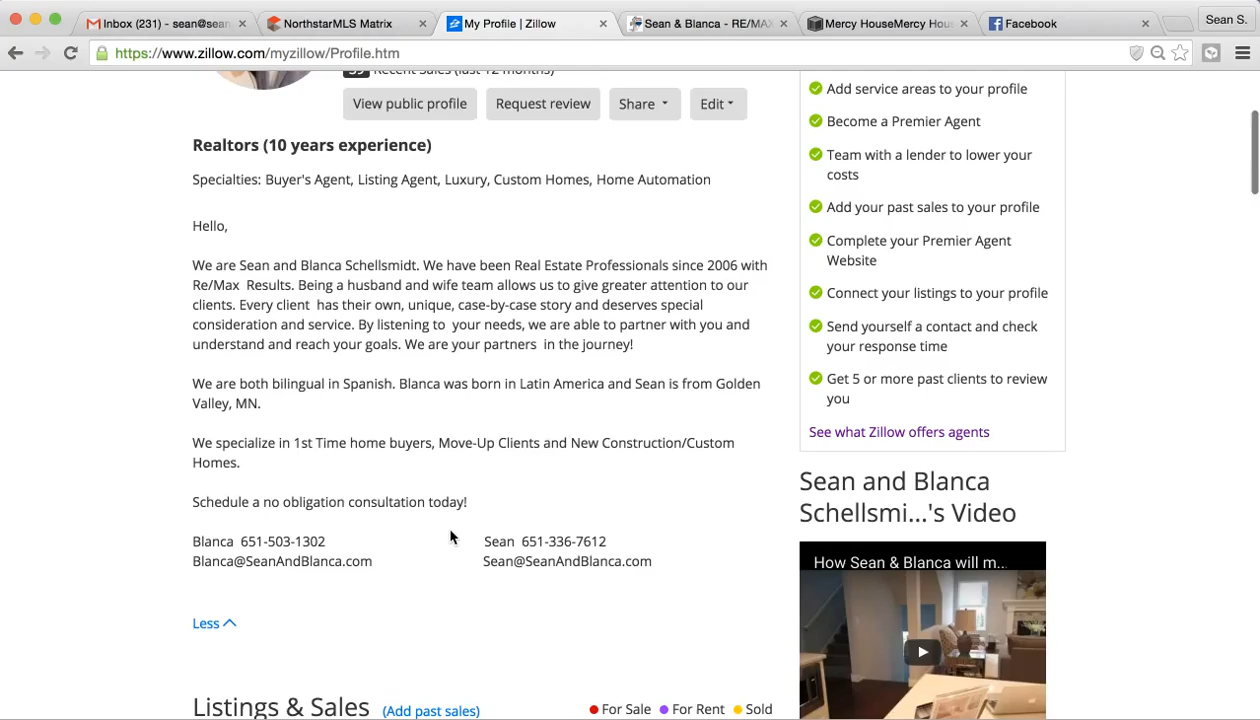 Inbox (231) - sean@sean
NorthstarMLS Matrix
My Profile | Zillow
Sean & Blanca - RE/MAX
Mercy HouseMercy Hou
Facebook
Sean S.
https://www.zillow.com/myzillow/Profile.htm
39 Recent Sales (last 12 months)
View public profile
Request review
Share
Edit
Realtors (10 years experience)
Specialties: Buyer's Agent, Listing Agent, Luxury, Custom Homes, Home Automation
Hello,
We are Sean and Blanca Schellsmidt. We have been Real Estate Professionals since 2006 with
Re/Max Results. Being a husband and wife team allows us to give greater attention to our
clients. Every client has their own, unique, case-by-case story and deserves special
consideration and service. By listening to your needs, we are able to partner with you and
understand and reach your goals. We are your partners in the journey!
We are both bilingual in Spanish. Blanca was born in Latin America and Sean is from Golden
Valley, MN.
We specialize in 1st Time home buyers, Move-Up Clients and New Construction/Custom
Homes.
Schedule a no obligation consultation today!
Blanca 651-503-1302 Sean 651-336-7612
Blanca@SeanAndBlanca.com Sean@SeanAndBlanca.com
Less
Listings & Sales (Add past sales)
For Sale For Rent Sold
Add service areas to your profile
Become a Premier Agent
Team with a lender to lower your
costs
Add your past sales to your profile
Complete your Premier Agent
Website
Connect your listings to your profile
Send yourself a contact and check
your response time
Get 5 or more past clients to review
you
See what Zillow offers agents
Sean and Blanca
Schellsmi...'s Video
How Sean & Blanca will m...